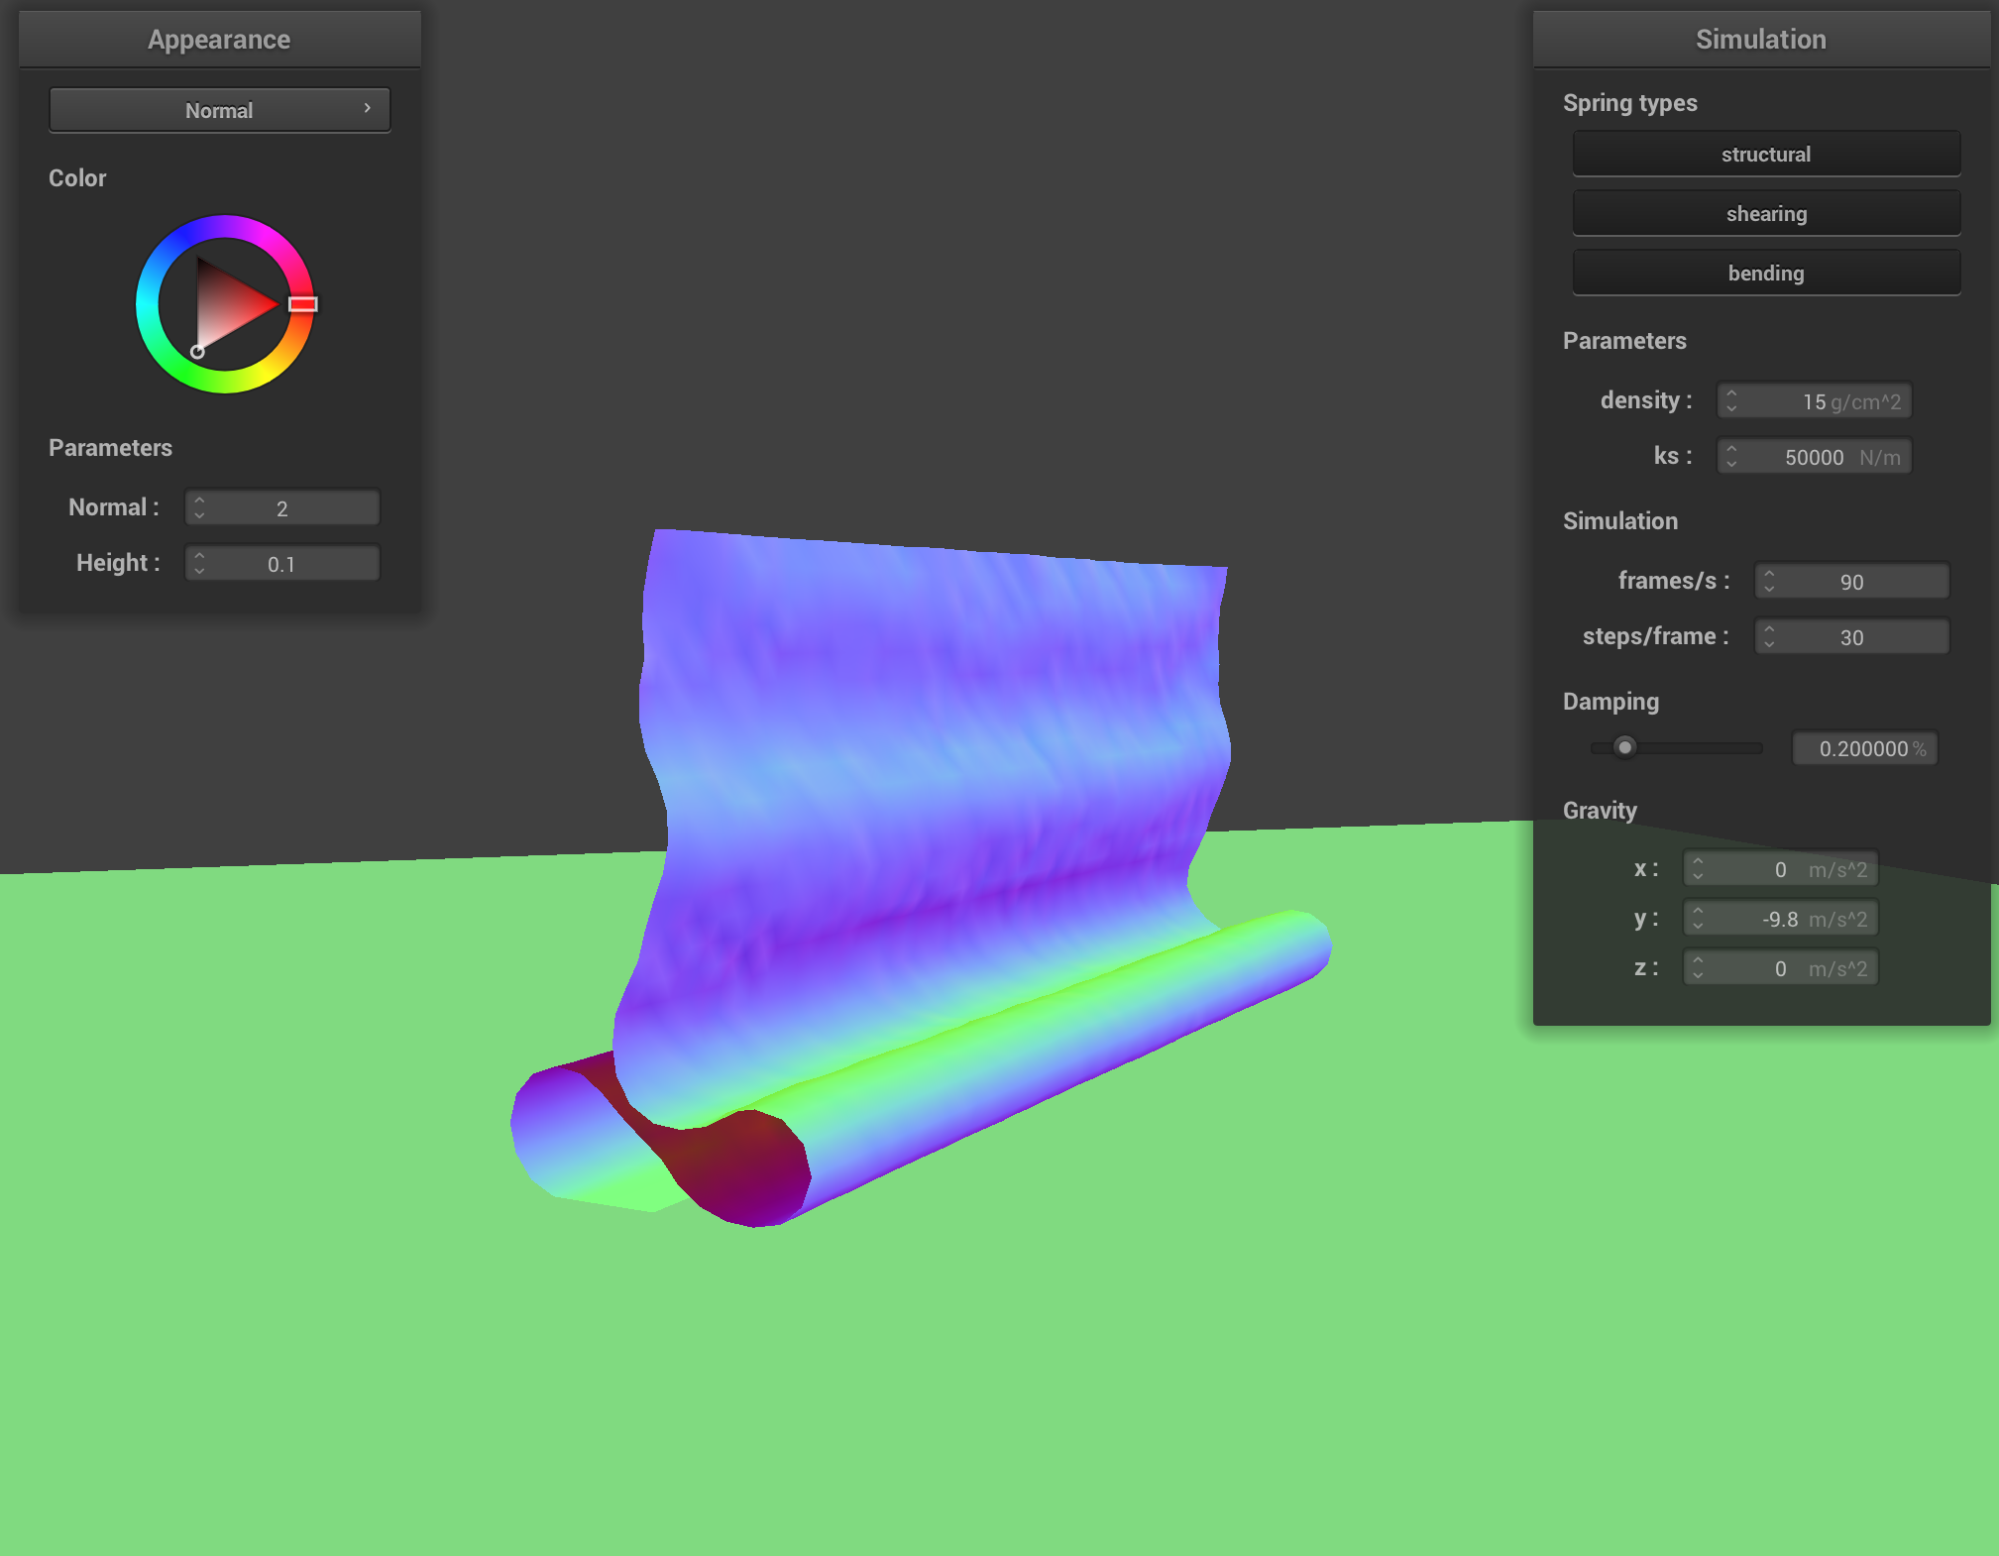 Appearance
Normal
Color
Parameters
Normal : 2
Height : 0.1
Simulation
Spring types
structural
shearing
bending
Parameters
density : 15 g/cm^2
ks : 50000 N/m
Simulation
frames/s : 90
steps/frame : 30
Damping
0.200000 %
Gravity
x : 0 m/s^2
y : -9.8 m/s^2
z : 0 m/s^2